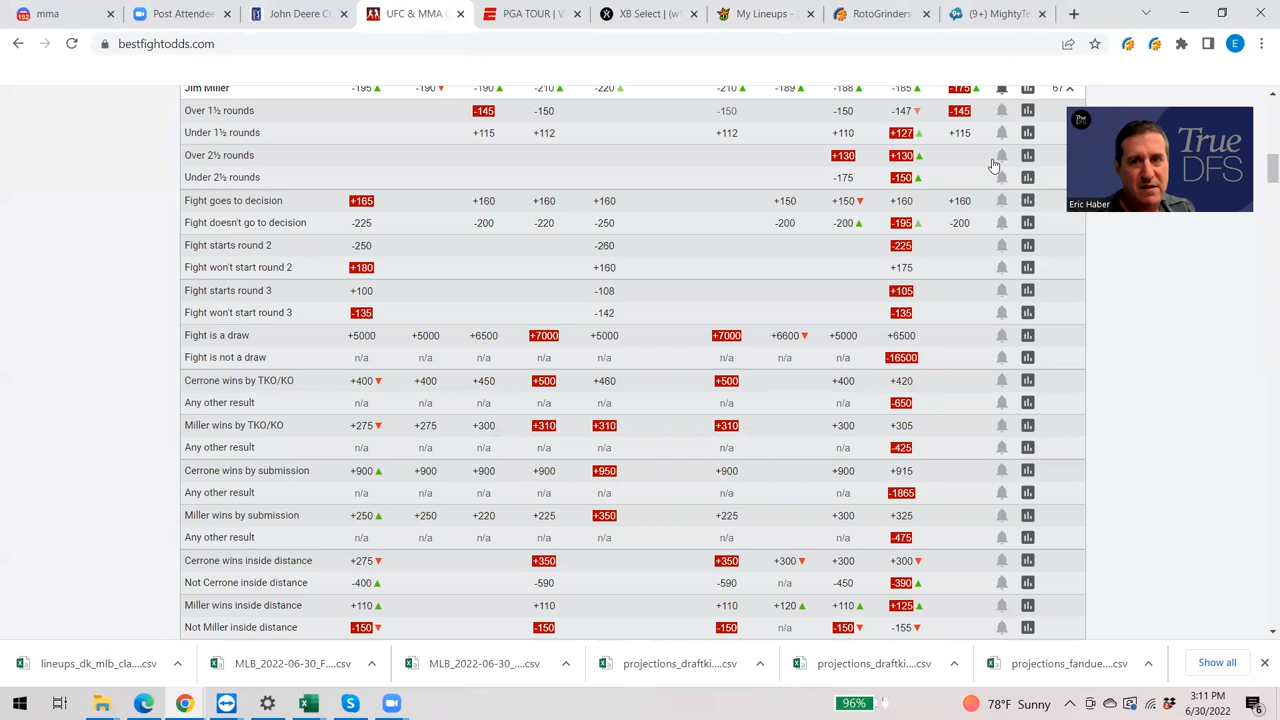 192 mma
Post Attendee
John Deere Cl
UFC & MMA U
PGA TOUR | V
XB Select | (w1
My Lineups -
RotoGrinders
(9+) MightyTe
bestfightodds.com
E
Jim Miller -195 -190 -190 -210 -220 -210 -189 -188 -185 -175 67
Over 1½ rounds -145 -150 -150 -150 -147 -145
Under 1½ rounds +115 +112 +112 +110 +127 +115
Over 2½ rounds +130 +130
Under 2½ rounds -175 -150
Fight goes to decision +165 +160 +160 +160 +150 +150 +160 +160
Fight doesn't go to decision -225 -200 -220 -250 -200 -200 -195 -200
Fight starts round 2 -250 -260 -225
Fight won't start round 2 +180 +160 +175
Fight starts round 3 +100 -108 +105
Fight won't start round 3 -135 -142 -135
Fight is a draw +5000 +5000 +6500 +7000 +5000 +7000 +6600 +5000 +6500
Fight is not a draw n/a n/a n/a n/a n/a n/a n/a n/a -16500
Cerrone wins by TKO/KO +400 +400 +450 +500 +460 +500 +400 +420
Any other result n/a n/a n/a n/a n/a n/a n/a -650
Miller wins by TKO/KO +275 +275 +300 +310 +310 +310 +300 +305
Any other result n/a n/a n/a n/a n/a n/a n/a -425
Cerrone wins by submission +900 +900 +900 +900 +950 +900 +900 +915
Any other result n/a n/a n/a n/a n/a n/a n/a -1865
Miller wins by submission +250 +250 +220 +225 +350 +225 +300 +325
Any other result n/a n/a n/a n/a n/a n/a n/a -475
Cerrone wins inside distance +275 +350 +350 +300 +300 +300
Not Cerrone inside distance -400 -590 -590 n/a -450 -390
Miller wins inside distance +110 +110 +110 +120 +110 +125
Not Miller inside distance -150 -150 -150 n/a -150 -155
True
DFS
Eric Haber
lineups_dk_mlb_cla....csv
MLB_2022-06-30_F....csv
MLB_2022-06-30_....csv
projections_draftki....csv
projections_draftki....csv
projections_fandue....csv
Show all
96%
78°F Sunny
3:11 PM
6/30/2022
6